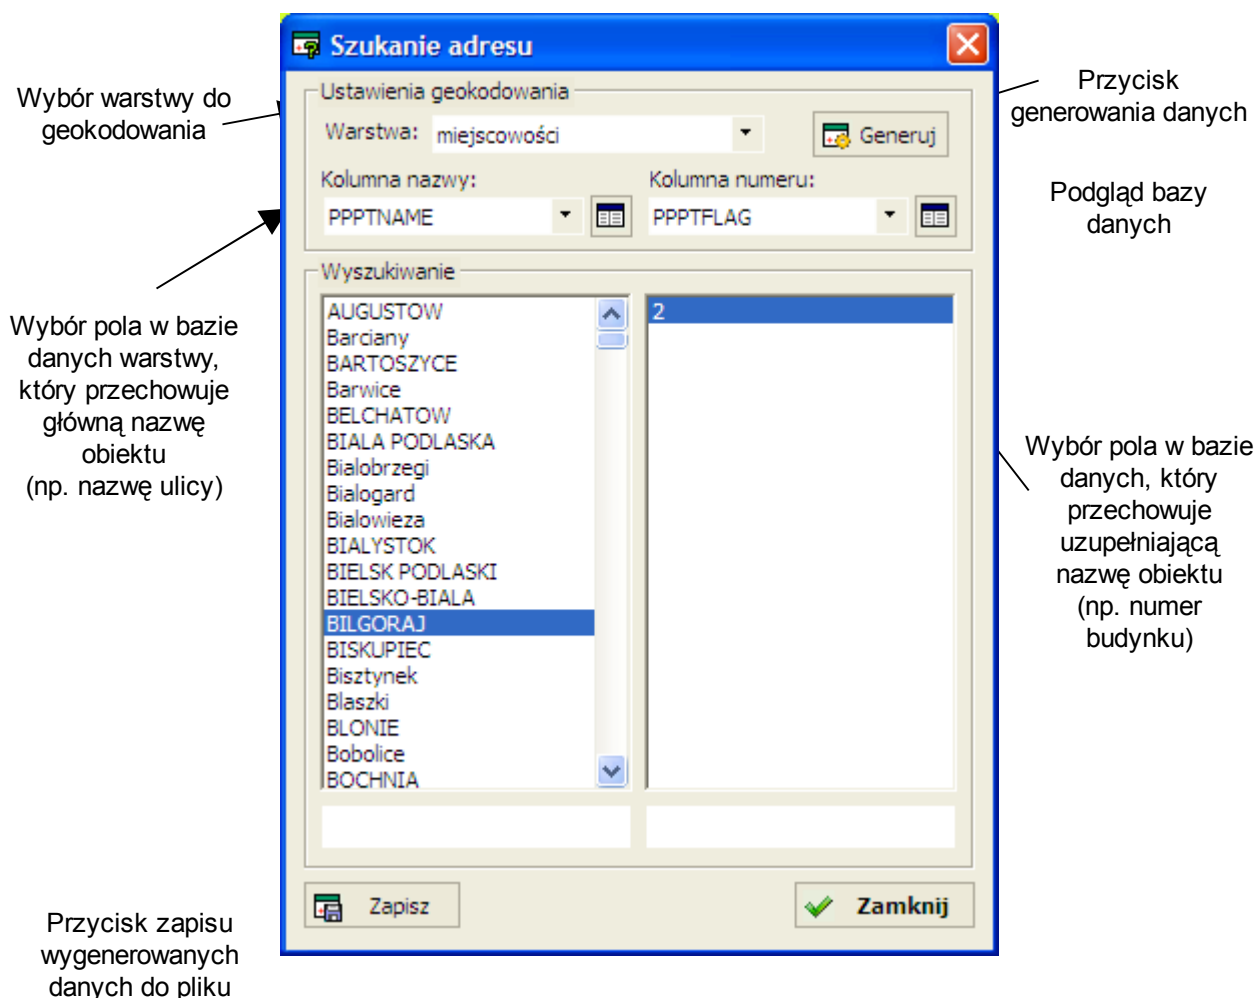 Szukanie adresu
Wybór warstwy do
geokodowania
Ustawienia geokodowania
Warstwa: miejscowości
Generuj
Przycisk
generowania danych
Kolumna nazwy:
Kolumna numeru:
PPPTNAME
PPPTFLAG
Podgląd bazy
danych
Wybór pola w bazie
danych warstwy,
który przechowuje
główną nazwę
obiektu
(np. nazwę ulicy)
Wyszukiwanie
AUGUSTOW
Barciany
BARTOSZYCE
Barwice
BELCHATOW
BIALA PODLASKA
Bialobrzegi
Bialogard
Bialowieza
BIALYSTOK
BIELSK PODLASKI
BIELSKO-BIALA
BILGORAJ
BISKUPIEC
Bisztynek
Blaszki
BLONIE
Bobolice
BOCHNIA
2
Wybór pola w bazie
danych, który
przechowuje
uzupełniającą
nazwę obiektu
(np. numer
budynku)
Zapisz
Zamknij
Przycisk zapisu
wygenerowanych
danych do pliku